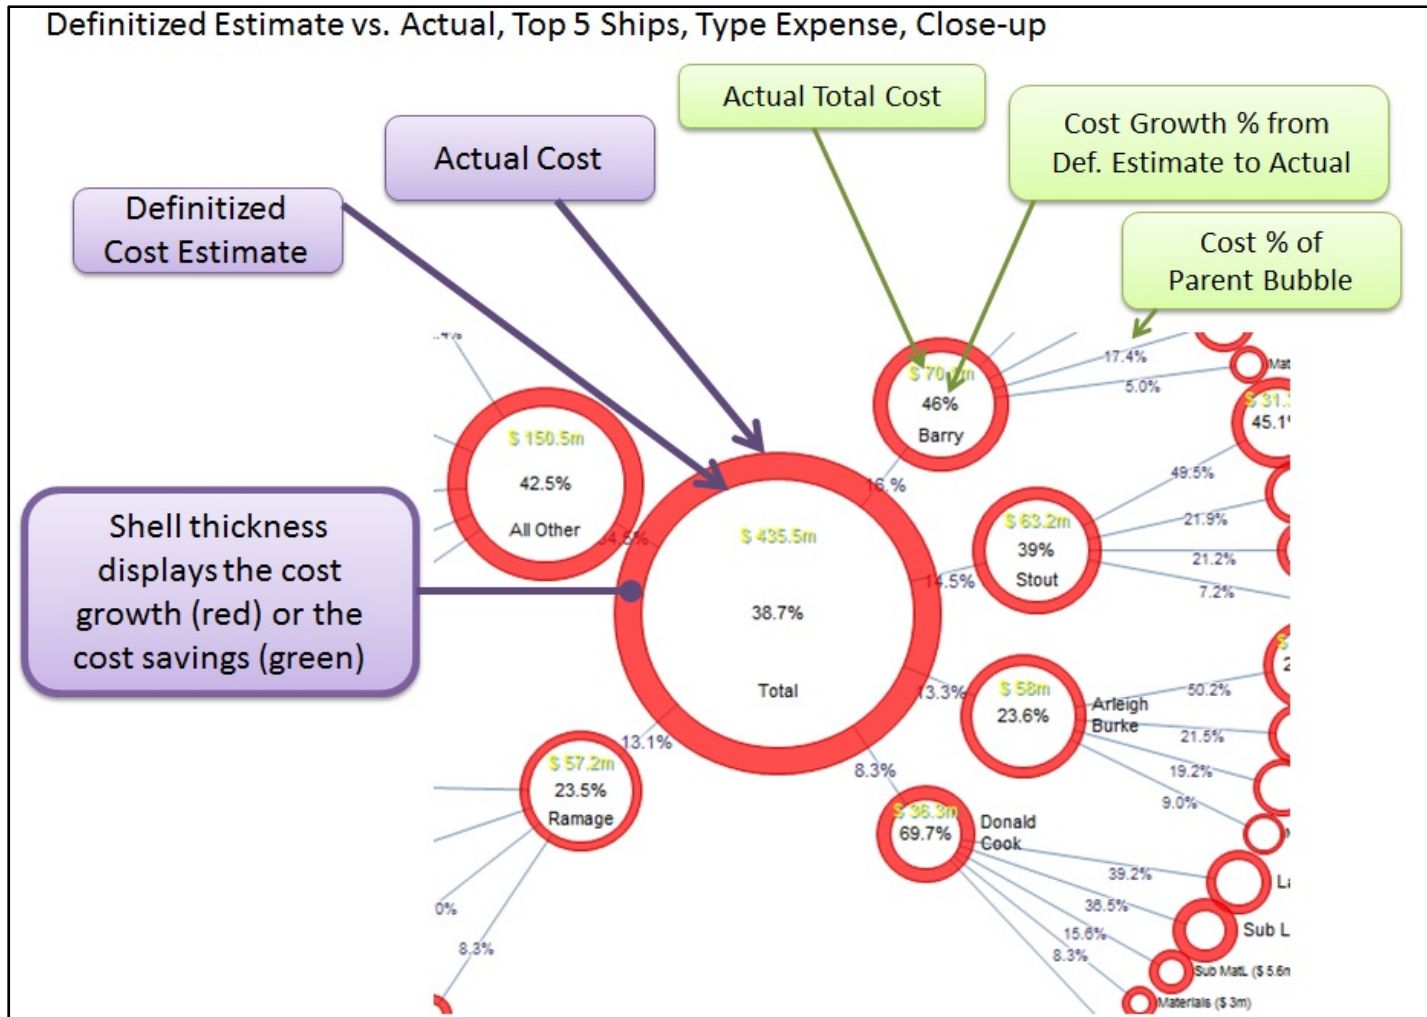 Definitized Estimate vs. Actual, Top 5 Ships, Type Expense, Close-up
Actual Total Cost
Actual Cost
Cost Growth % from
Def. Estimate to Actual
Definitized
Cost Estimate
Cost % of
Parent Bubble
Shell thickness
displays the cost
growth (red) or the
cost savings (green)
17.4%
5.0%
46%
Barry
16.%
$ 150.5m
42.5%
All Other
$ 435.5m
38.7%
Total
$ 63.2m
39%
Stout
14.5%
49.5%
21.9%
21.2%
7.2%
45.1
$ 58m
23.6%
Arleigh
Burke
13.3%
50.2%
21.5%
19.2%
9.0%
13.1%
$ 57.2m
23.5%
Ramage
8.3%
8.3%
$ 36.3m
69.7%
Donald
Cook
39.2%
36.5%
15.6%
8.3%
Sub L
Sub MatL ($ 5.6m
Materials ($ 3m)
0%